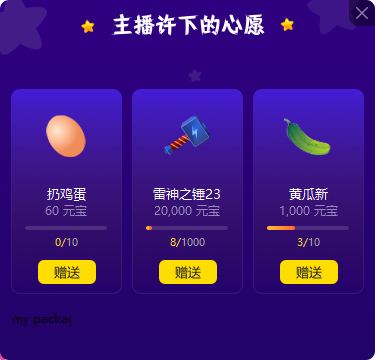 主播许下的心愿
扔鸡蛋
60 元宝
0/10
赠送
雷神之锤23
20,000 元宝
8/1000
赠送
黄瓜新
1,000 元宝
3/10
赠送
my packag